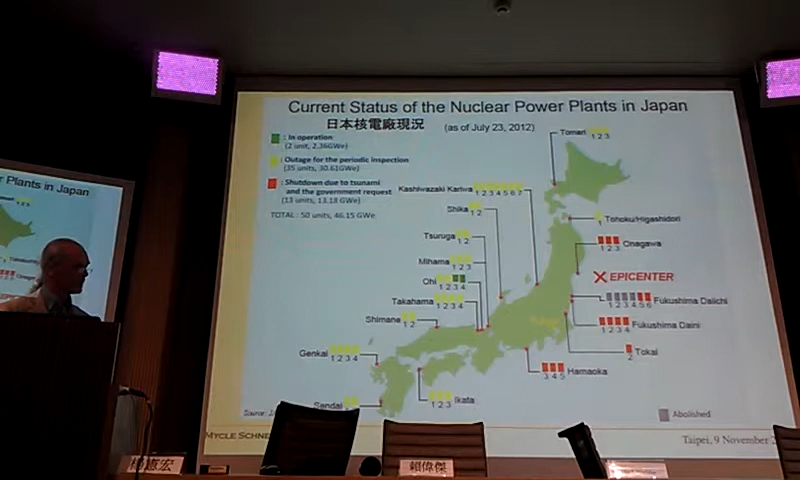 Current Status of the Nuclear Power Plants in Japan
日本核電廠現況 (as of July 23, 2012)
: In operation
(2 unit, 2.36GWe)
: Outage for the periodic inspection
(35 units, 30.61GWe)
: Shutdown due to tsunami
and the government request
(13 units, 13.18 GWe)
TOTAL : 50 units, 46.15 GWe
Tomari 1 2 3
Kashiwazaki Kariwa 1 2 3 4 5 6 7
Shika 1 2
Tohoku/Higashidori
1
Tsuruga 1 2
Onagawa
1 2 3
Mihama 1 2 3
EPICENTER
Ohi 1 2 3 4
Takahama 1 2 3 4
Fukushima Daiichi
1 2 3 4 5 6
Shimane 1 2
Fukushima Daini
1 2 3 4
Genkai 1 2 3 4
Tokai
2
Hamaoka
3 4 5
Ikata
1 2 3
Sendai
Abolished
Source:
MYCLE SCHNE
Taipei, 9 November 2
r Plants in Japan
賴偉傑